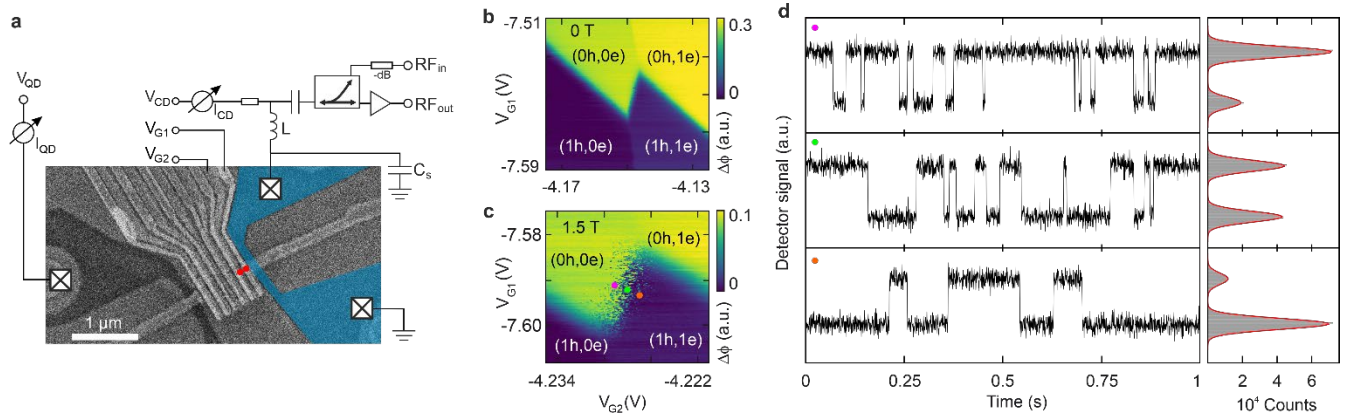 a
V_QD
I_QD
V_CD
I_CD
-dB
RF_in
RF_out
V_G1
V_G2
L
C_s
1 µm
b
-7.51
V_G1 (V)
-7.59
0 T
(0h,0e)
(0h,1e)
(1h,0e)
(1h,1e)
-4.17
-4.13
0.3
0
Δϕ (a.u.)
c
-7.58
V_G1 (V)
-7.60
1.5 T
(0h,0e)
(0h,1e)
(1h,0e)
(1h,1e)
-4.234
-4.222
V_G2(V)
0.1
0
Δϕ (a.u.)
d
Detector signal (a.u.)
0
0.25
0.5
0.75
1
Time (s)
2
4
6
10⁴ Counts